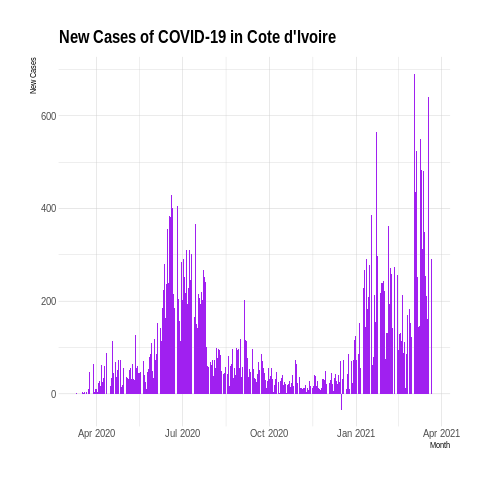 New Cases of COVID-19 in Cote d'Ivoire
New Cases
600
400
200
0
Apr 2020
Jul 2020
Oct 2020
Jan 2021
Apr 2021
Month